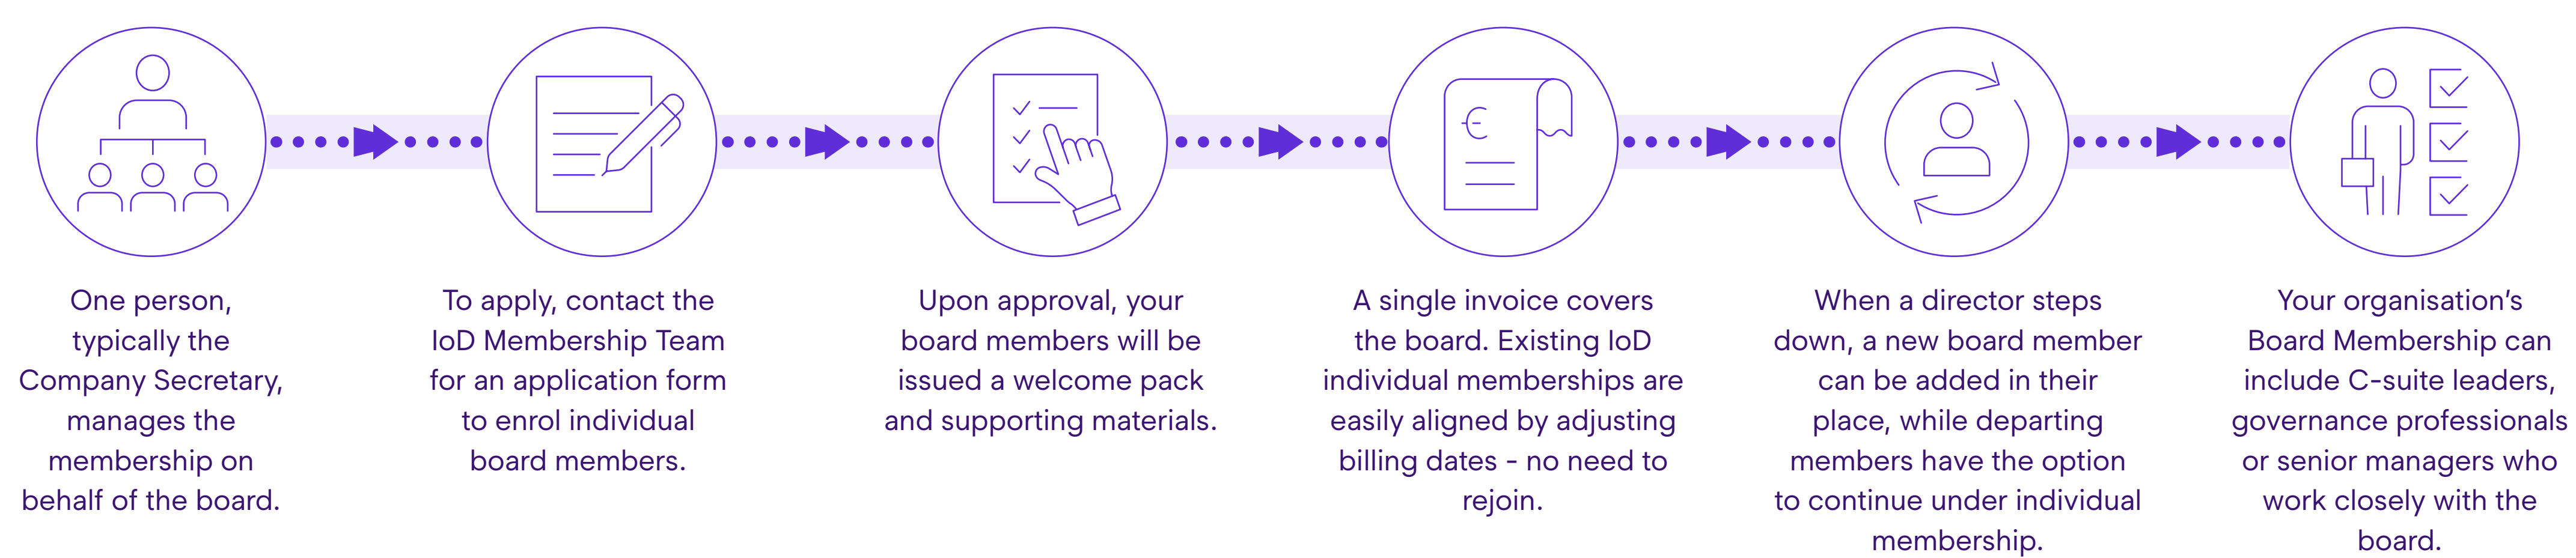 One person,
typically the
Company Secretary,
manages the
membership on
behalf of the board.
To apply, contact the
IoD Membership Team
for an application form
to enrol individual
board members.
Upon approval, your
board members will be
issued a welcome pack
and supporting materials.
€
A single invoice covers
the board. Existing IoD
individual memberships are
easily aligned by adjusting
billing dates - no need to
rejoin.
When a director steps
down, a new board member
can be added in their
place, while departing
members have the option
to continue under individual
membership.
Your organisation's
Board Membership can
include C-suite leaders,
governance professionals
or senior managers who
work closely with the
board.